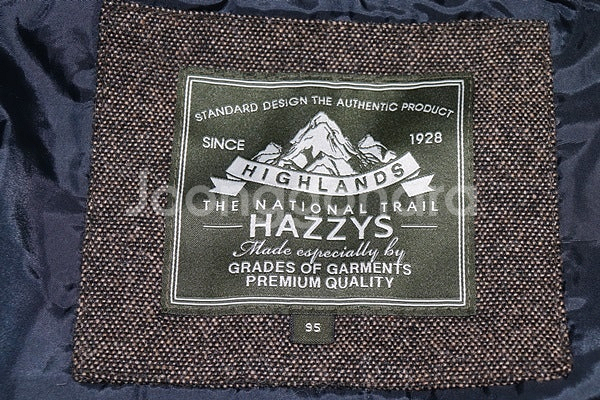 STANDARD DESIGN THE AUTHENTIC PRODUCT
SINCE 1928
HIGHLANDS
THE NATIONAL TRAIL
HAZZYS
Made especially by
GRADES OF GARMENTS
PREMIUM QUALITY
95
Joonggonara